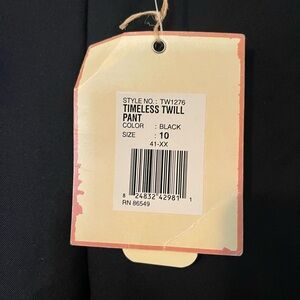 STYLE NO.: TW1276
TIMELESS TWILL
PANT
COLOR : BLACK
SIZE : 10
41-XX
8 24832 42981 1
RN 86549